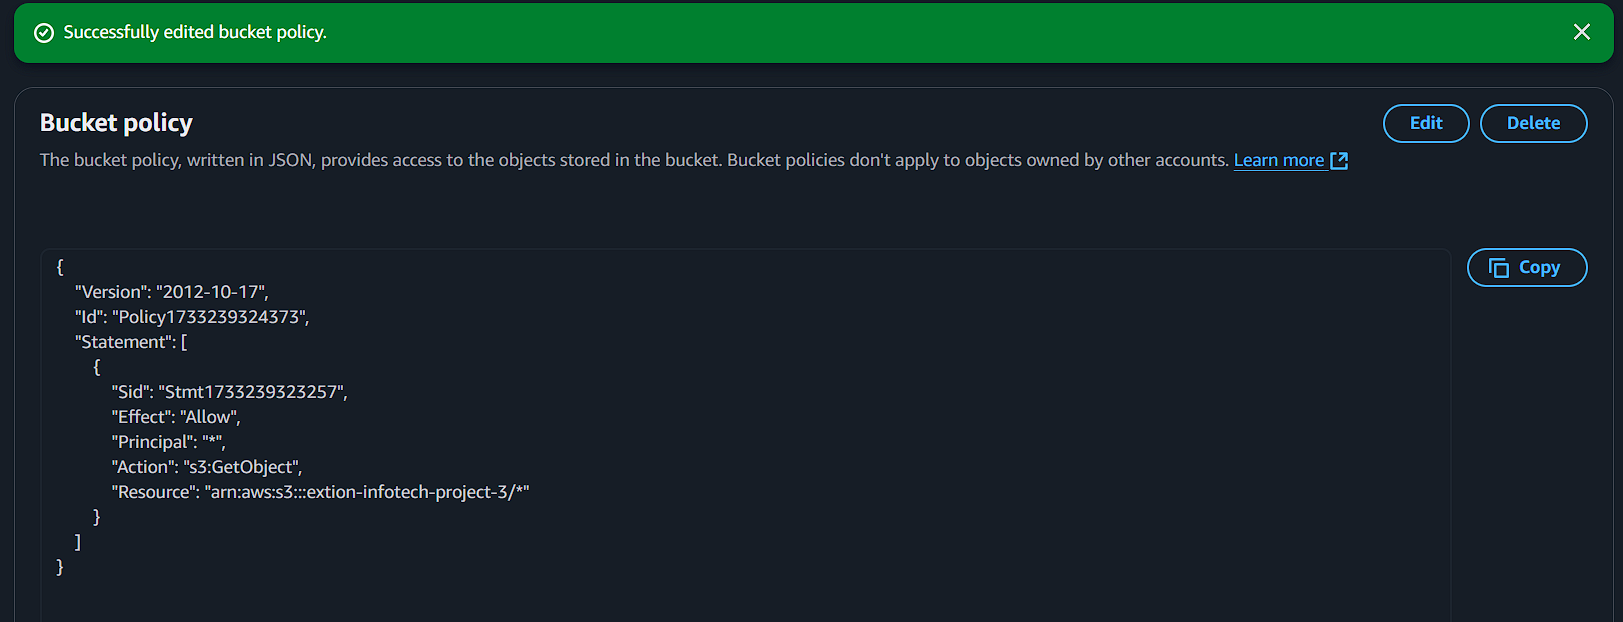 Successfully edited bucket policy.
Bucket policy
Edit
Delete
The bucket policy, written in JSON, provides access to the objects stored in the bucket. Bucket policies don't apply to objects owned by other accounts. Learn more
Copy
{
"Version": "2012-10-17",
"Id": "Policy1733239324373",
"Statement": [
{
"Sid": "Stmt1733239323257",
"Effect": "Allow",
"Principal": "*",
"Action": "s3:GetObject",
"Resource": "arn:aws:s3:::extion-infotech-project-3/*"
}
]
}